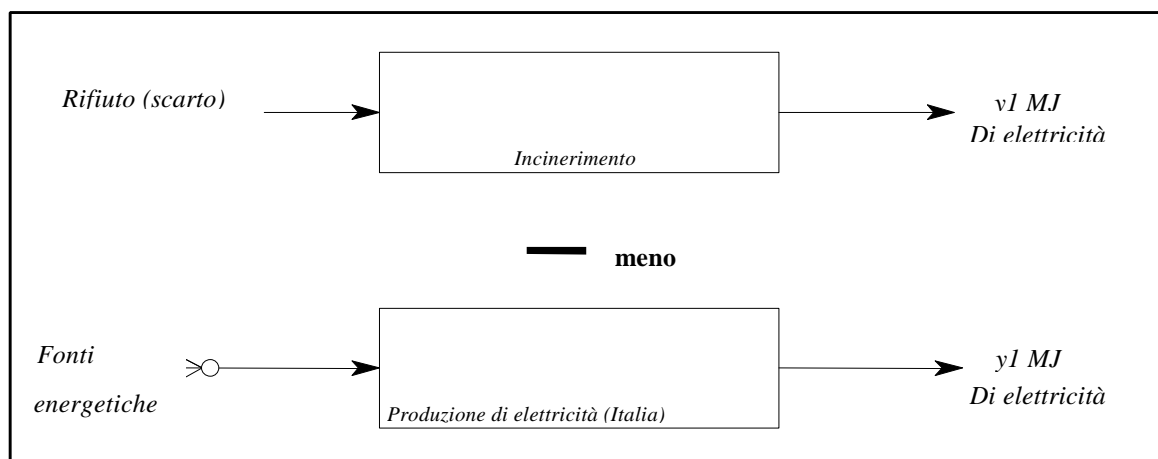 Rifiuto (scarto)
Incinerimento
v1 MJ
Di elettricità
meno
Fonti
energetiche
Produzione di elettricità (Italia)
y1 MJ
Di elettricità